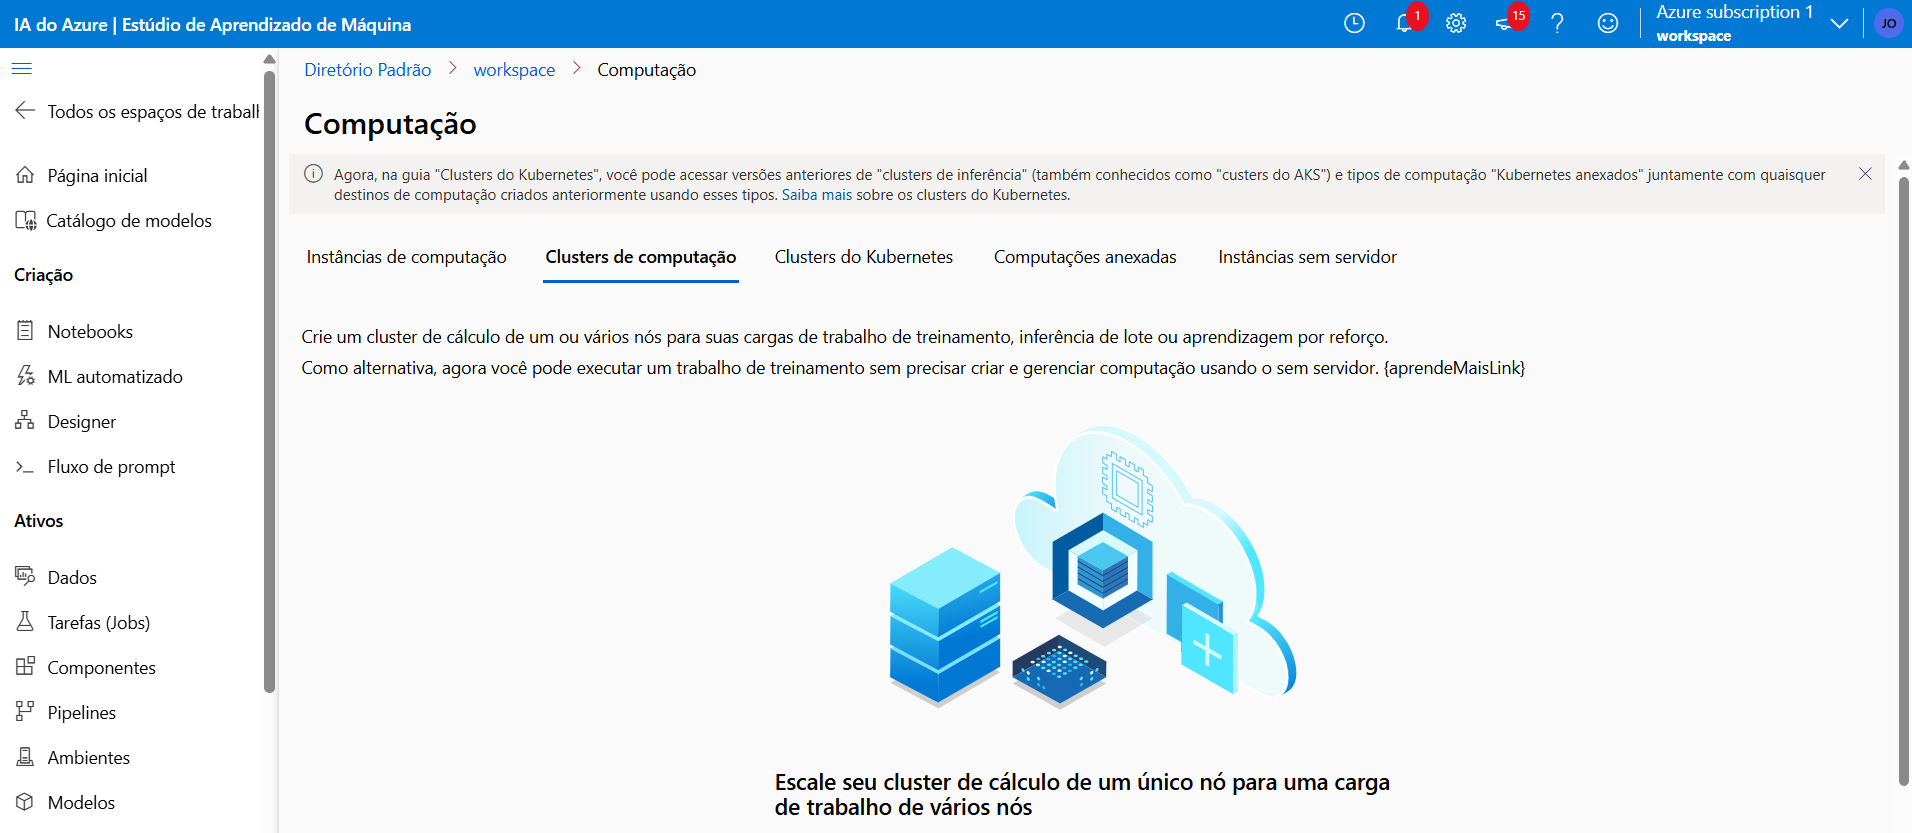 IA do Azure | Estúdio de Aprendizado de Máquina
1
15
Azure subscription 1
workspace
JO
Todos os espaços de trabalh
Página inicial
Catálogo de modelos
Criação
Notebooks
ML automatizado
Designer
Fluxo de prompt
Ativos
Dados
Tarefas (Jobs)
Componentes
Pipelines
Ambientes
Modelos
Diretório Padrão > workspace > Computação
Computação
Agora, na guia "Clusters do Kubernetes", você pode acessar versões anteriores de "clusters de inferência" (também conhecidos como "custers do AKS") e tipos de computação "Kubernetes anexados" juntamente com quaisquer
destinos de computação criados anteriormente usando esses tipos. Saiba mais sobre os clusters do Kubernetes.
Instâncias de computação Clusters de computação Clusters do Kubernetes Computações anexadas Instâncias sem servidor
Crie um cluster de cálculo de um ou vários nós para suas cargas de trabalho de treinamento, inferência de lote ou aprendizagem por reforço.
Como alternativa, agora você pode executar um trabalho de treinamento sem precisar criar e gerenciar computação usando o sem servidor. {aprendeMaisLink}
Escale seu cluster de cálculo de um único nó para uma carga
de trabalho de vários nós